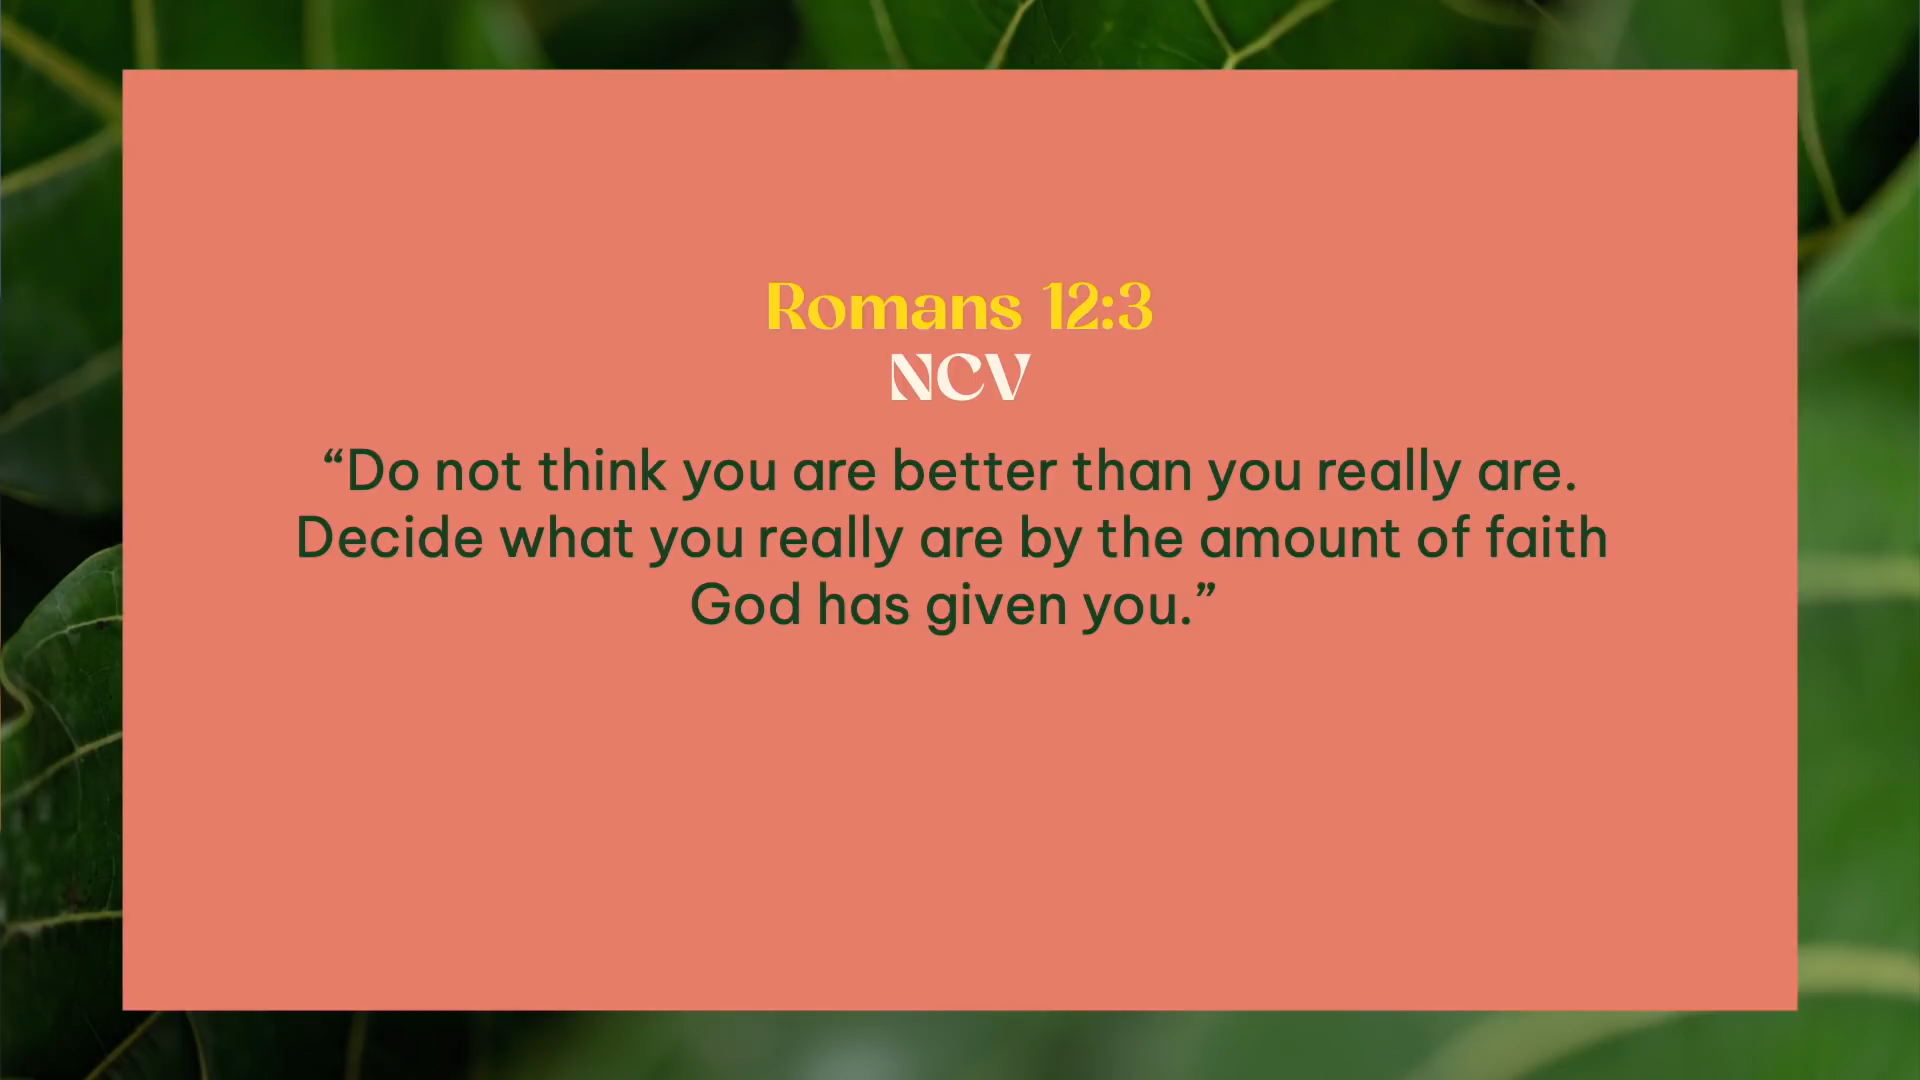 Romans 12:3
NCV
“Do not think you are better than you really are.
Decide what you really are by the amount of faith
God has given you.”